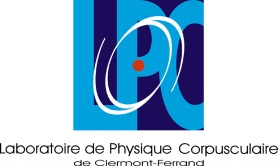 LPC
Laboratoire de Physique Corpusculaire
de Clermont-Ferrand